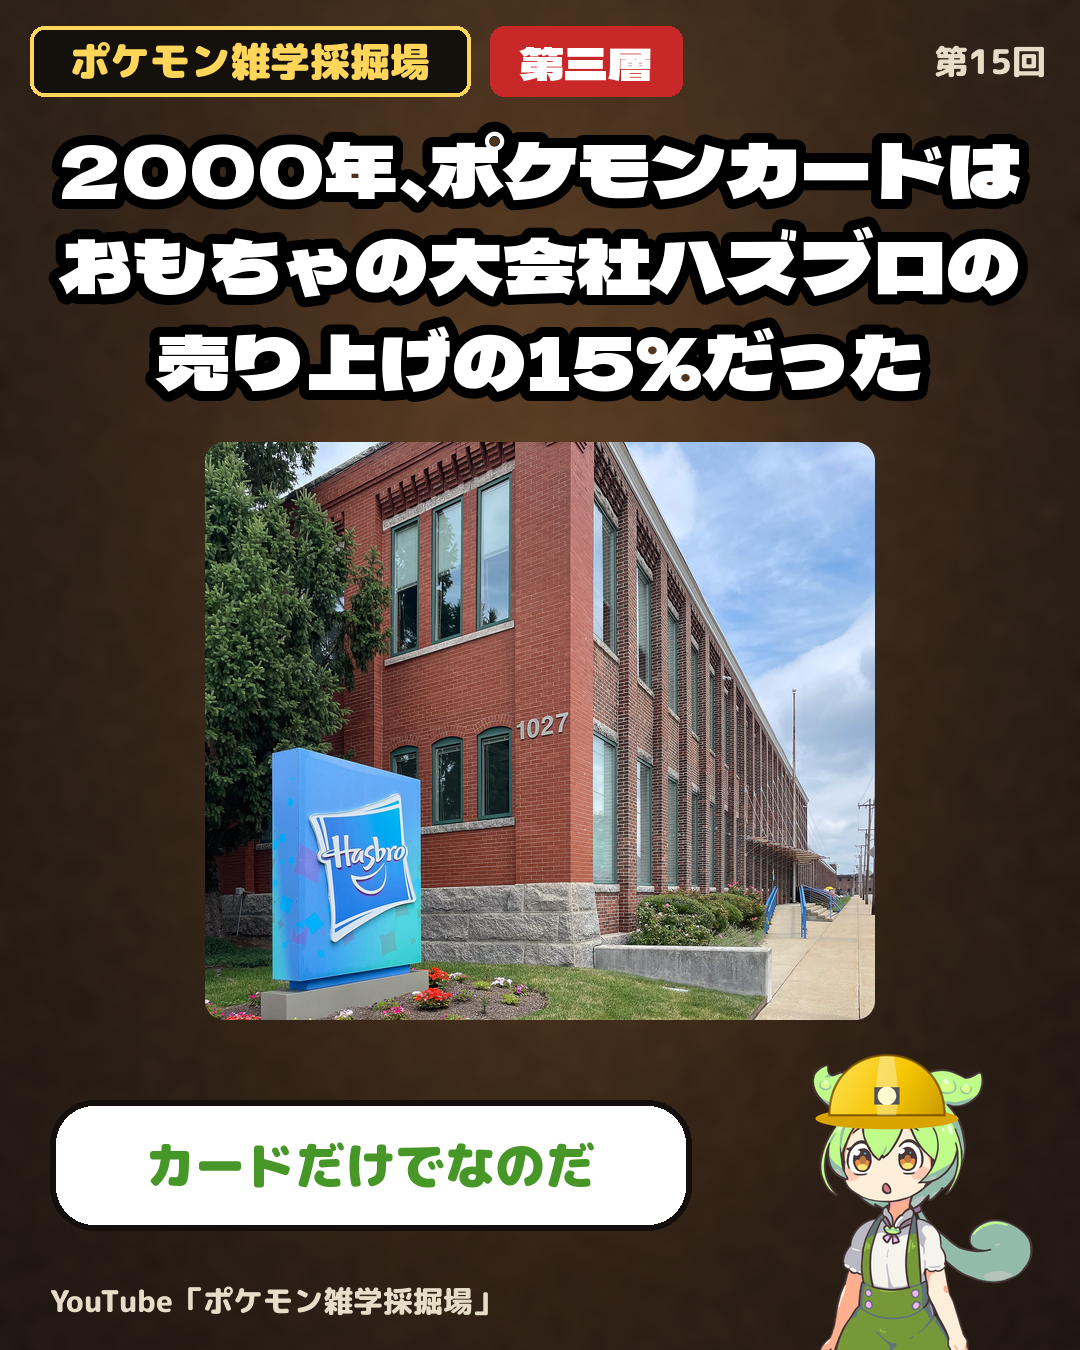 ポケモン雑学採掘場
第三層
第15回
2000年、ポケモンカードは
おもちゃの大会社ハズブロの
売り上げの15%だった
1027
Hasbro
カードだけでなのだ
YouTube「ポケモン雑学採掘場」